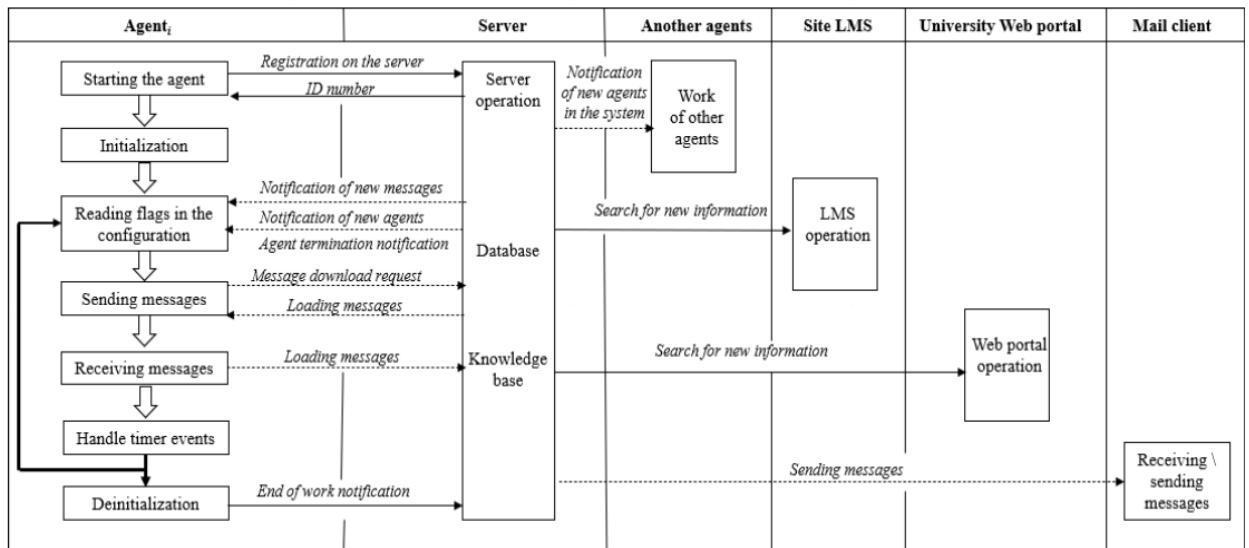 Agentᵢ
Server
Another agents
Site LMS
University Web portal
Mail client
Starting the agent
Registration on the server
ID number
Server
operation
Notification
of new agents
in the system
Work
of other
agents
Initialization
Reading flags in the
configuration
Notification of new messages
Notification of new agents
Agent termination notification
Search for new information
LMS
operation
Database
Sending messages
Message download request
Loading messages
Receiving messages
Loading messages
Knowledge
base
Search for new information
Web portal
operation
Handle timer events
Deinitialization
End of work notification
Sending messages
Receiving \
sending
messages